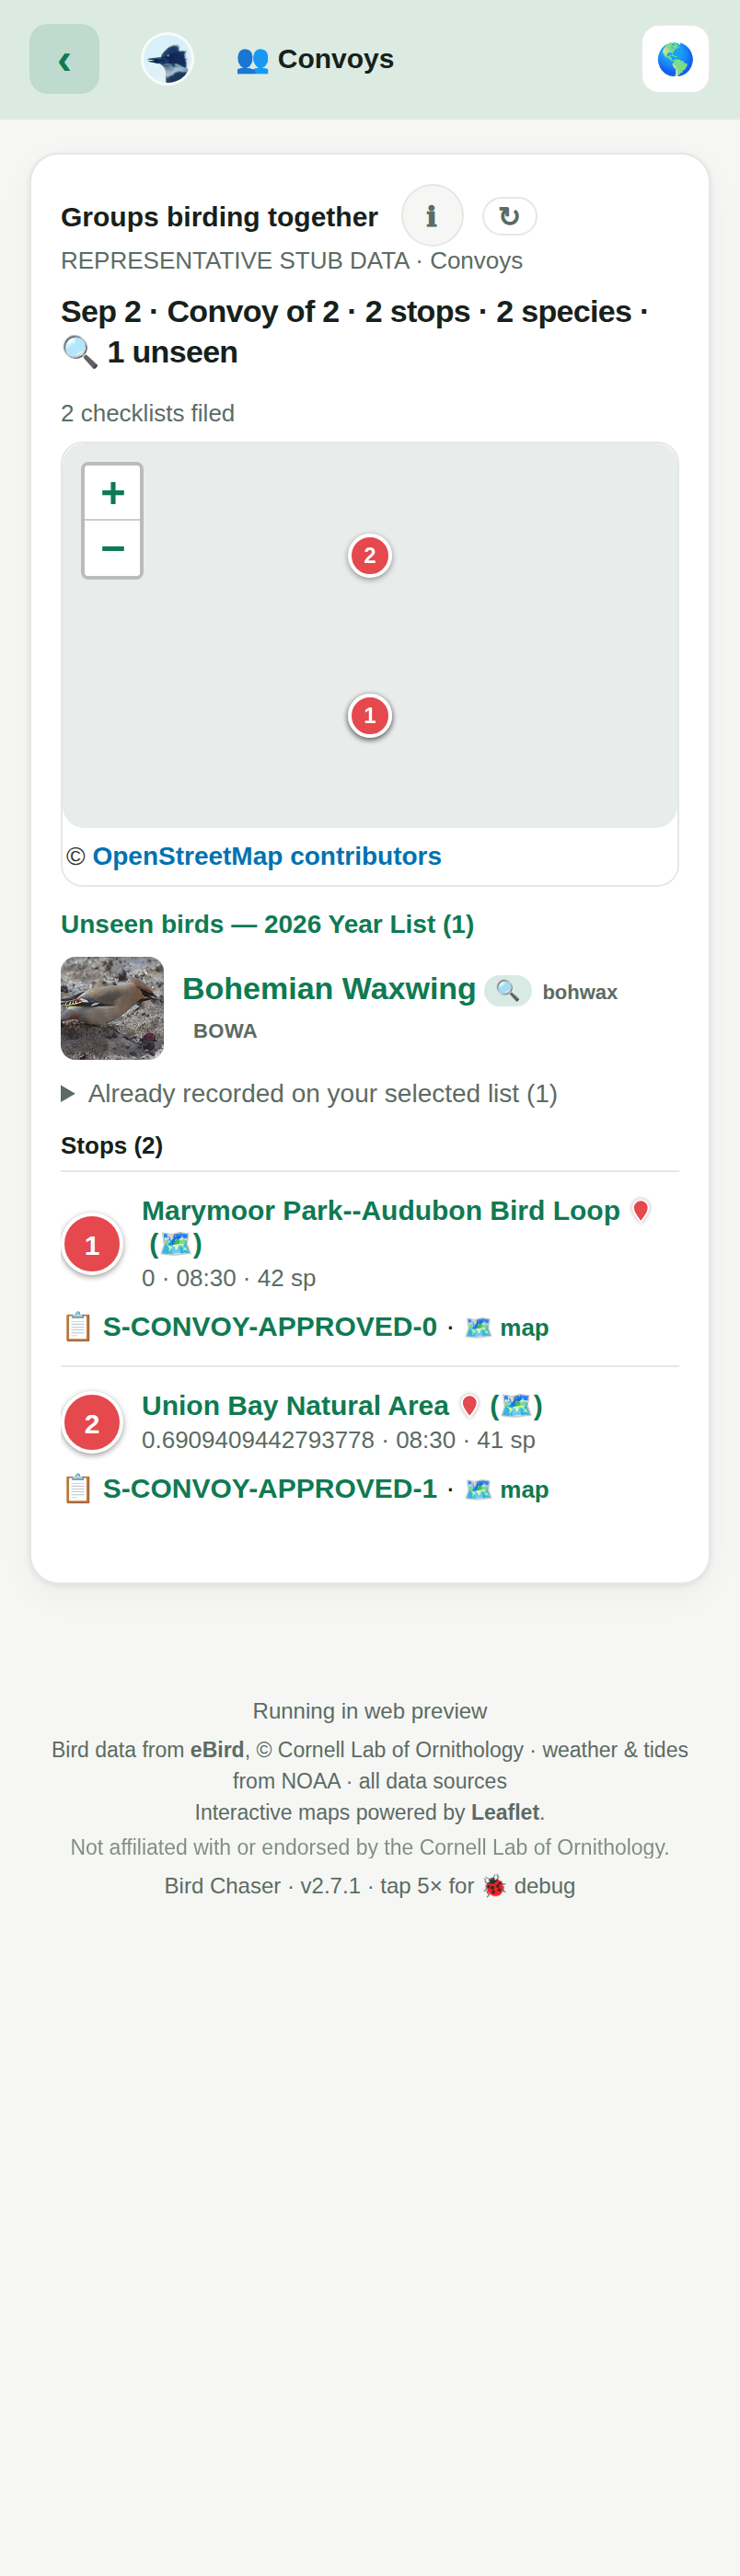 ‹ 👥 Convoys 🌎
Groups birding together ℹ ↻
REPRESENTATIVE STUB DATA · Convoys
Sep 2 · Convoy of 2 · 2 stops · 2 species ·
🔍 1 unseen
2 checklists filed
+
−
2
1
© OpenStreetMap contributors
Unseen birds — 2026 Year List (1)
Bohemian Waxwing 🔍 bohwax
BOWA
▶ Already recorded on your selected list (1)
Stops (2)
1
Marymoor Park--Audubon Bird Loop 📍
(🗺️)
0 · 08:30 · 42 sp
📋 S-CONVOY-APPROVED-0 · 🗺️ map
2
Union Bay Natural Area 📍 (🗺️)
0.6909409442793778 · 08:30 · 41 sp
📋 S-CONVOY-APPROVED-1 · 🗺️ map
Running in web preview
Bird data from eBird, © Cornell Lab of Ornithology · weather & tides
from NOAA · all data sources
Interactive maps powered by Leaflet.
Not affiliated with or endorsed by the Cornell Lab of Ornithology.
Bird Chaser · v2.7.1 · tap 5× for 🐞 debug